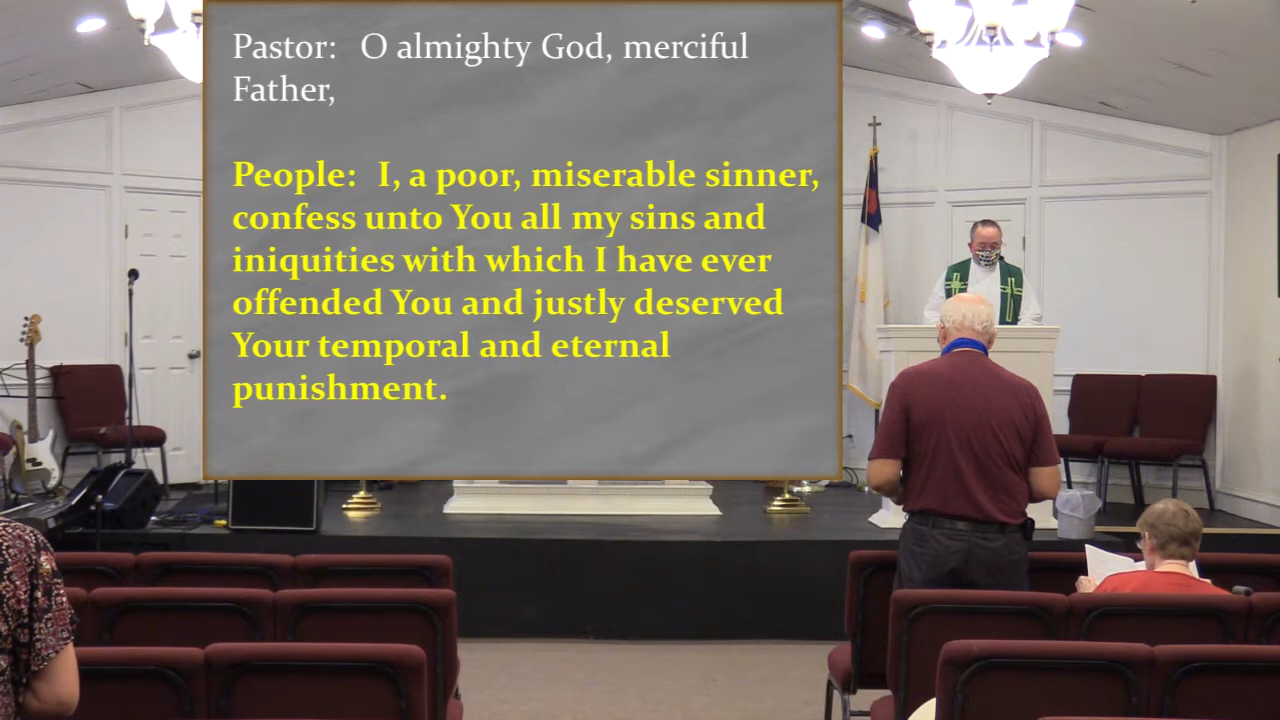 Pastor: O almighty God, merciful
Father,
People: I, a poor, miserable sinner,
confess unto You all my sins and
iniquities with which I have ever
offended You and justly deserved
Your temporal and eternal
punishment.